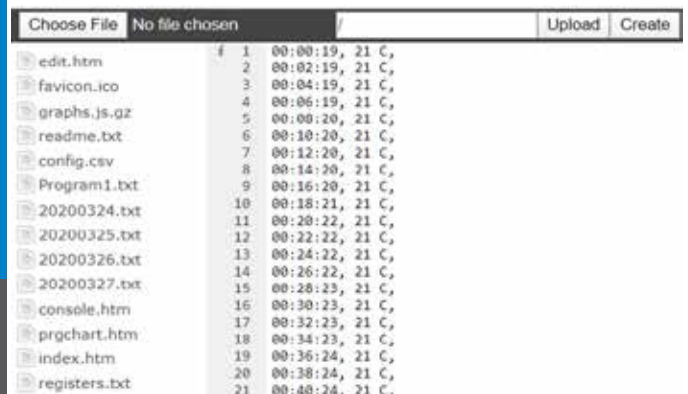 Choose File No file chosen / Upload Create
edit.htm
favicon.ico
graphs.js.gz
readme.txt
config.csv
Program1.txt
20200324.txt
20200325.txt
20200326.txt
20200327.txt
console.htm
prgchart.htm
index.htm
registers.txt
i 1 00:00:19, 21 C,
2 00:02:19, 21 C,
3 00:04:19, 21 C,
4 00:06:19, 21 C,
5 00:08:20, 21 C,
6 00:10:20, 21 C,
7 00:12:20, 21 C,
8 00:14:20, 21 C,
9 00:16:20, 21 C,
10 00:18:21, 21 C,
11 00:20:22, 21 C,
12 00:22:22, 21 C,
13 00:24:22, 21 C,
14 00:26:22, 21 C,
15 00:28:23, 21 C,
16 00:30:23, 21 C,
17 00:32:23, 21 C,
18 00:34:23, 21 C,
19 00:36:24, 21 C,
20 00:38:24, 21 C,
21 00:40:24, 21 C,